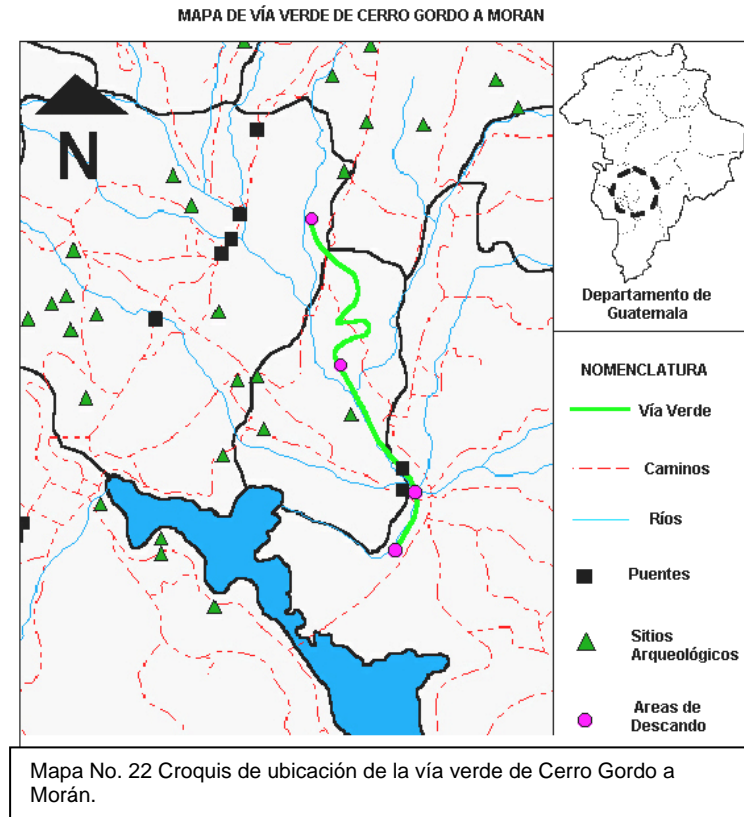 MAPA DE VÍA VERDE DE CERRO GORDO A MORAN
N
Departamento de
Guatemala
NOMENCLATURA
Vía Verde
Caminos
Ríos
Puentes
Sitios
Arqueológicos
Areas de
Descando
Mapa No. 22 Croquis de ubicación de la vía verde de Cerro Gordo a
Morán.